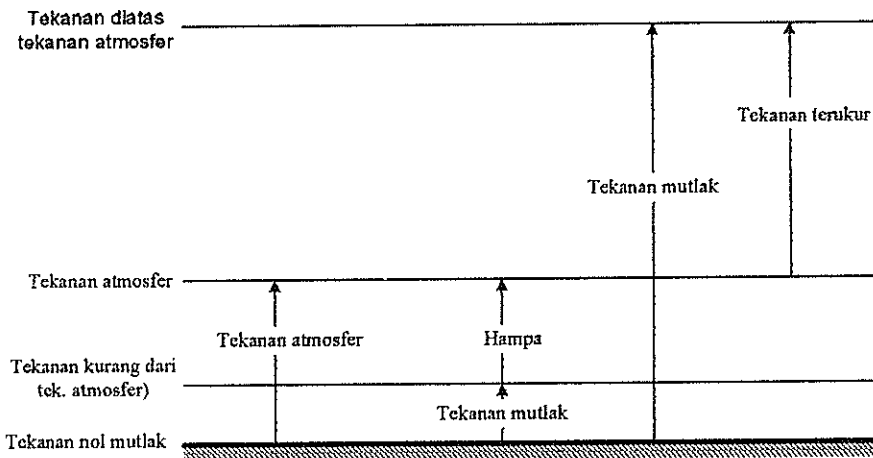 Tekanan diatas
tekanan atmosfer
Tekanan terukur
Tekanan mutlak
Tekanan atmosfer
Tekanan atmosfer
Hampa
Tekanan kurang dari
tek. atmosfer)
Tekanan mutlak
Tekanan nol mutlak